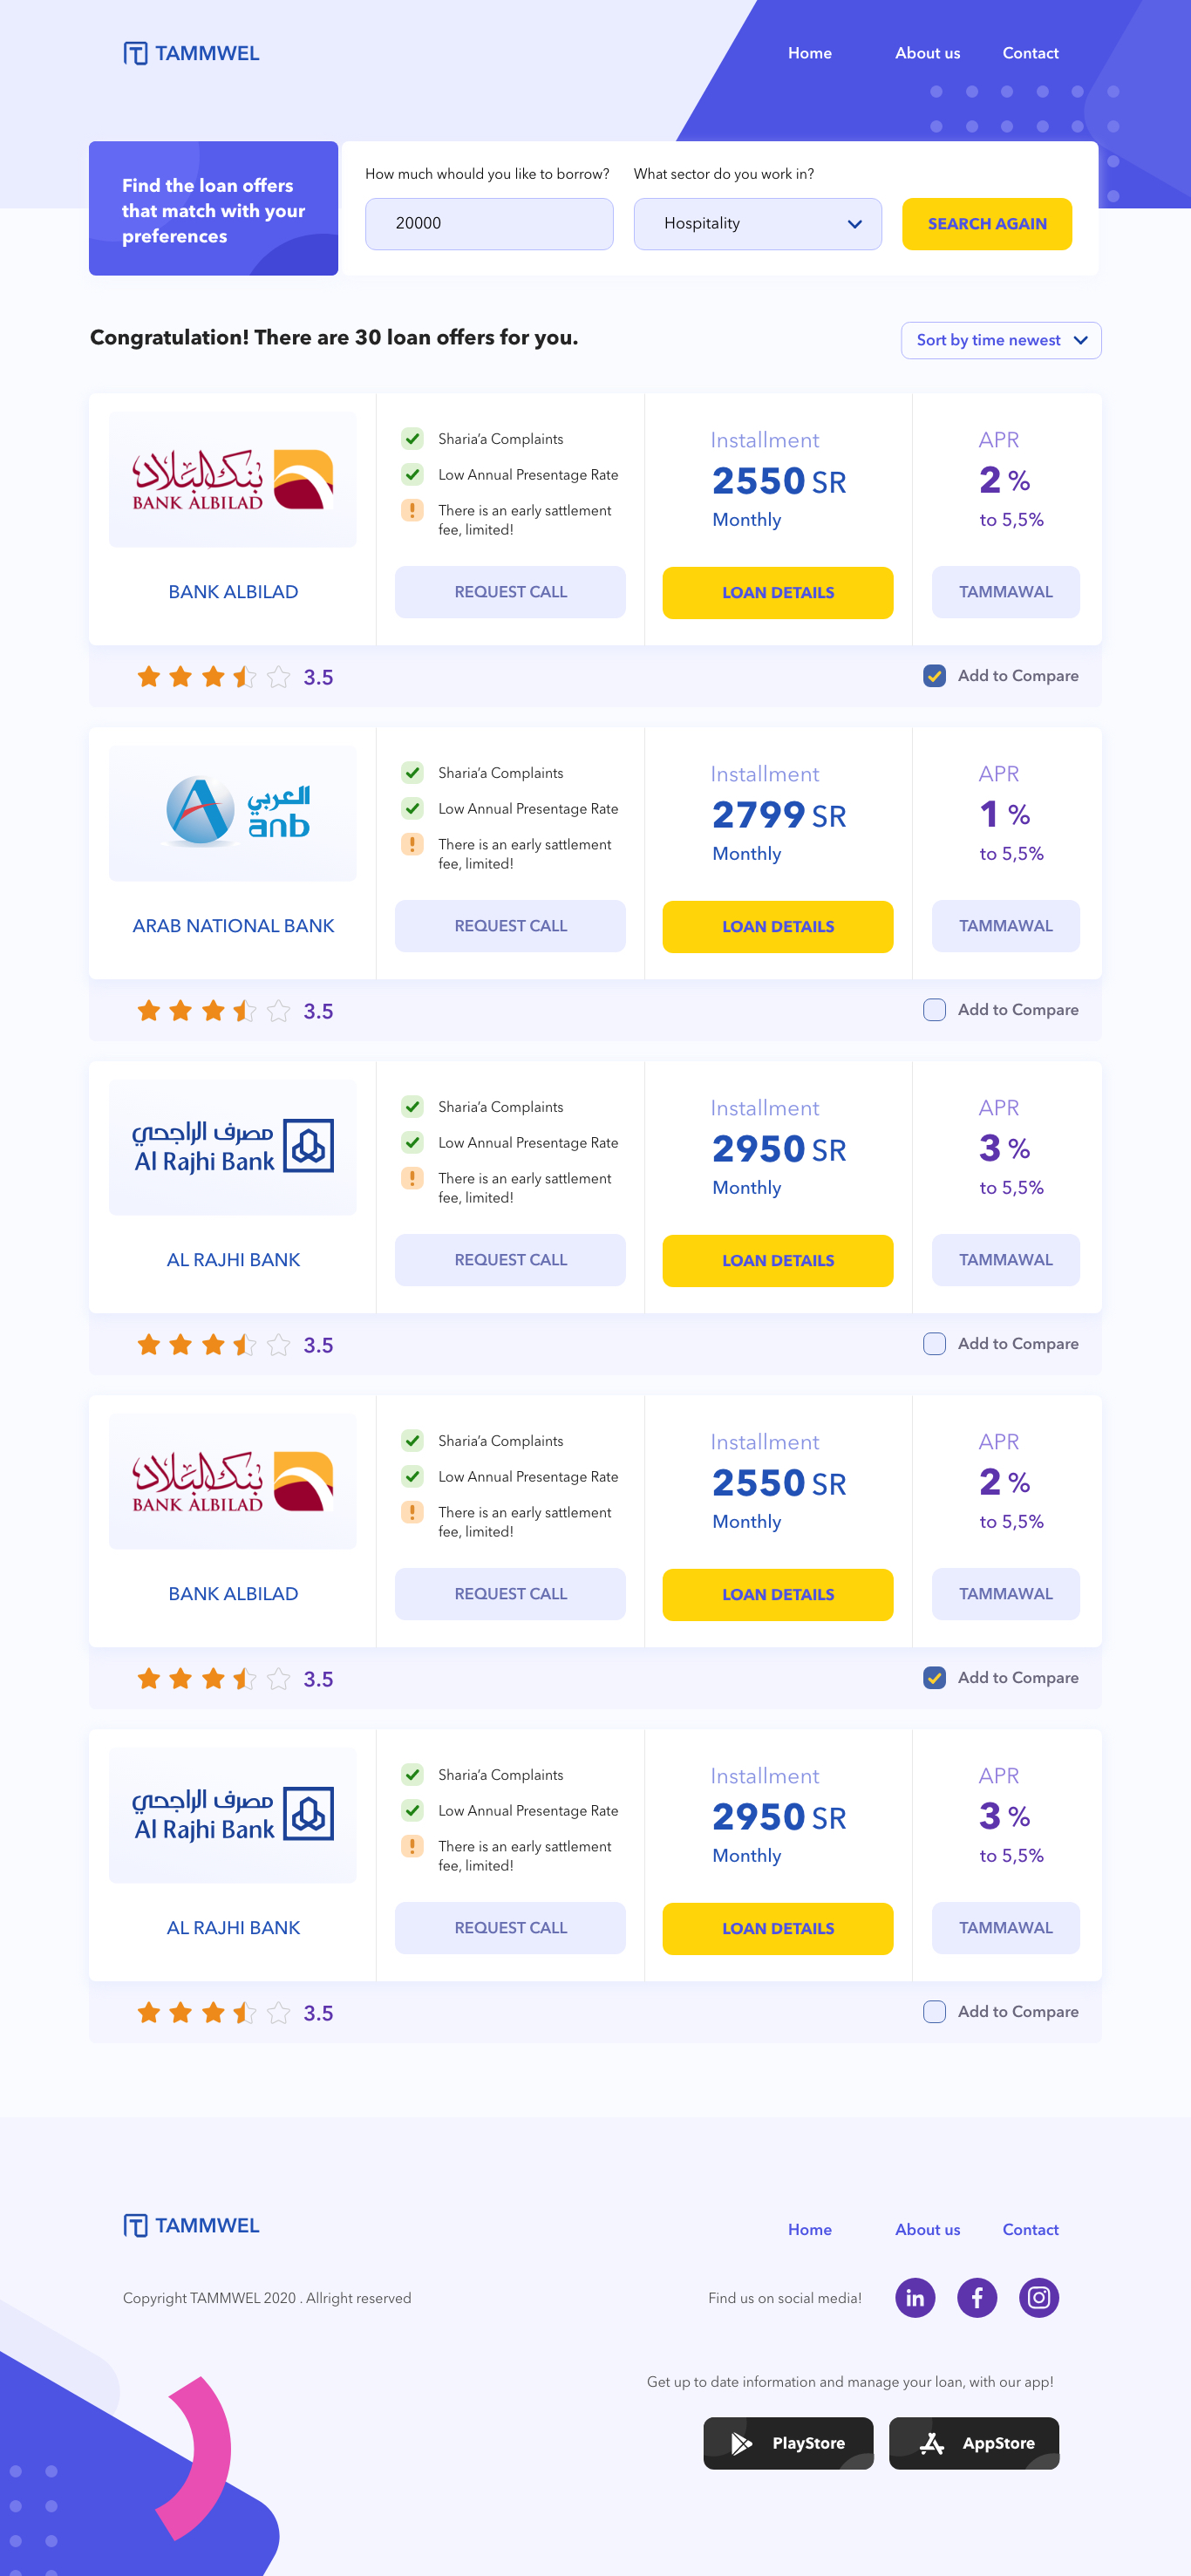 TAMMWEL
Home About us Contact
Find the loan offers
that match with your
preferences
How much whould you like to borrow?
20000
What sector do you work in?
Hospitality
SEARCH AGAIN
Congratulation! There are 30 loan offers for you.
Sort by time newest
بنك البلاد
BANK ALBILAD
BANK ALBILAD
Sharia'a Complaints
Low Annual Presentage Rate
There is an early sattlement
fee, limited!
REQUEST CALL
Installment
2550 SR
Monthly
LOAN DETAILS
APR
2 %
to 5,5%
TAMMAWAL
3.5
Add to Compare
العربي
anb
ARAB NATIONAL BANK
Sharia'a Complaints
Low Annual Presentage Rate
There is an early sattlement
fee, limited!
REQUEST CALL
Installment
2799 SR
Monthly
LOAN DETAILS
APR
1 %
to 5,5%
TAMMAWAL
3.5
Add to Compare
مصرف الراجحي
Al Rajhi Bank
AL RAJHI BANK
Sharia'a Complaints
Low Annual Presentage Rate
There is an early sattlement
fee, limited!
REQUEST CALL
Installment
2950 SR
Monthly
LOAN DETAILS
APR
3 %
to 5,5%
TAMMAWAL
3.5
Add to Compare
بنك البلاد
BANK ALBILAD
BANK ALBILAD
Sharia'a Complaints
Low Annual Presentage Rate
There is an early sattlement
fee, limited!
REQUEST CALL
Installment
2550 SR
Monthly
LOAN DETAILS
APR
2 %
to 5,5%
TAMMAWAL
3.5
Add to Compare
مصرف الراجحي
Al Rajhi Bank
AL RAJHI BANK
Sharia'a Complaints
Low Annual Presentage Rate
There is an early sattlement
fee, limited!
REQUEST CALL
Installment
2950 SR
Monthly
LOAN DETAILS
APR
3 %
to 5,5%
TAMMAWAL
3.5
Add to Compare
TAMMWEL
Home About us Contact
Copyright TAMMWEL 2020 . Allright reserved
Find us on social media!
Get up to date information and manage your loan, with our app!
PlayStore
AppStore